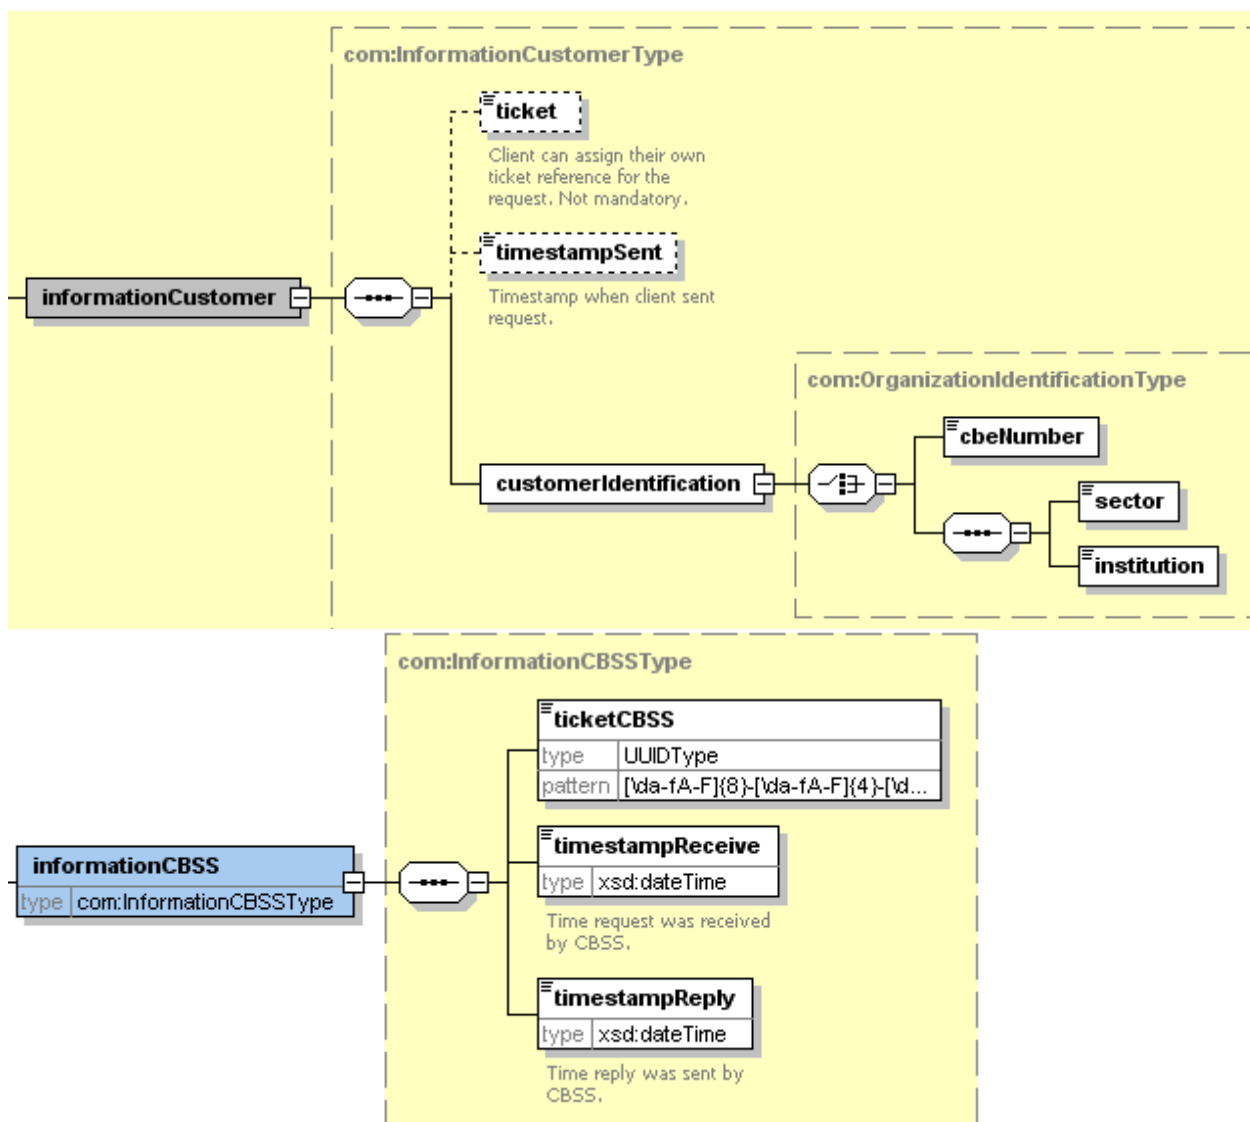 com:InformationCustomerType
ticket
Client can assign their own
ticket reference for the
request. Not mandatory.
timestampSent
Timestamp when client sent
request.
informationCustomer
com:OrganizationIdentificationType
cbeNumber
customerIdentification
sector
institution
com:InformationCBSSType
ticketCBSS
type UUIDType
pattern [\da-fA-F]{8}-[\da-fA-F]{4}-[\d...
timestampReceive
type xsd:dateTime
Time request was received
by CBSS.
informationCBSS
type com:InformationCBSSType
timestampReply
type xsd:dateTime
Time reply was sent by
CBSS.